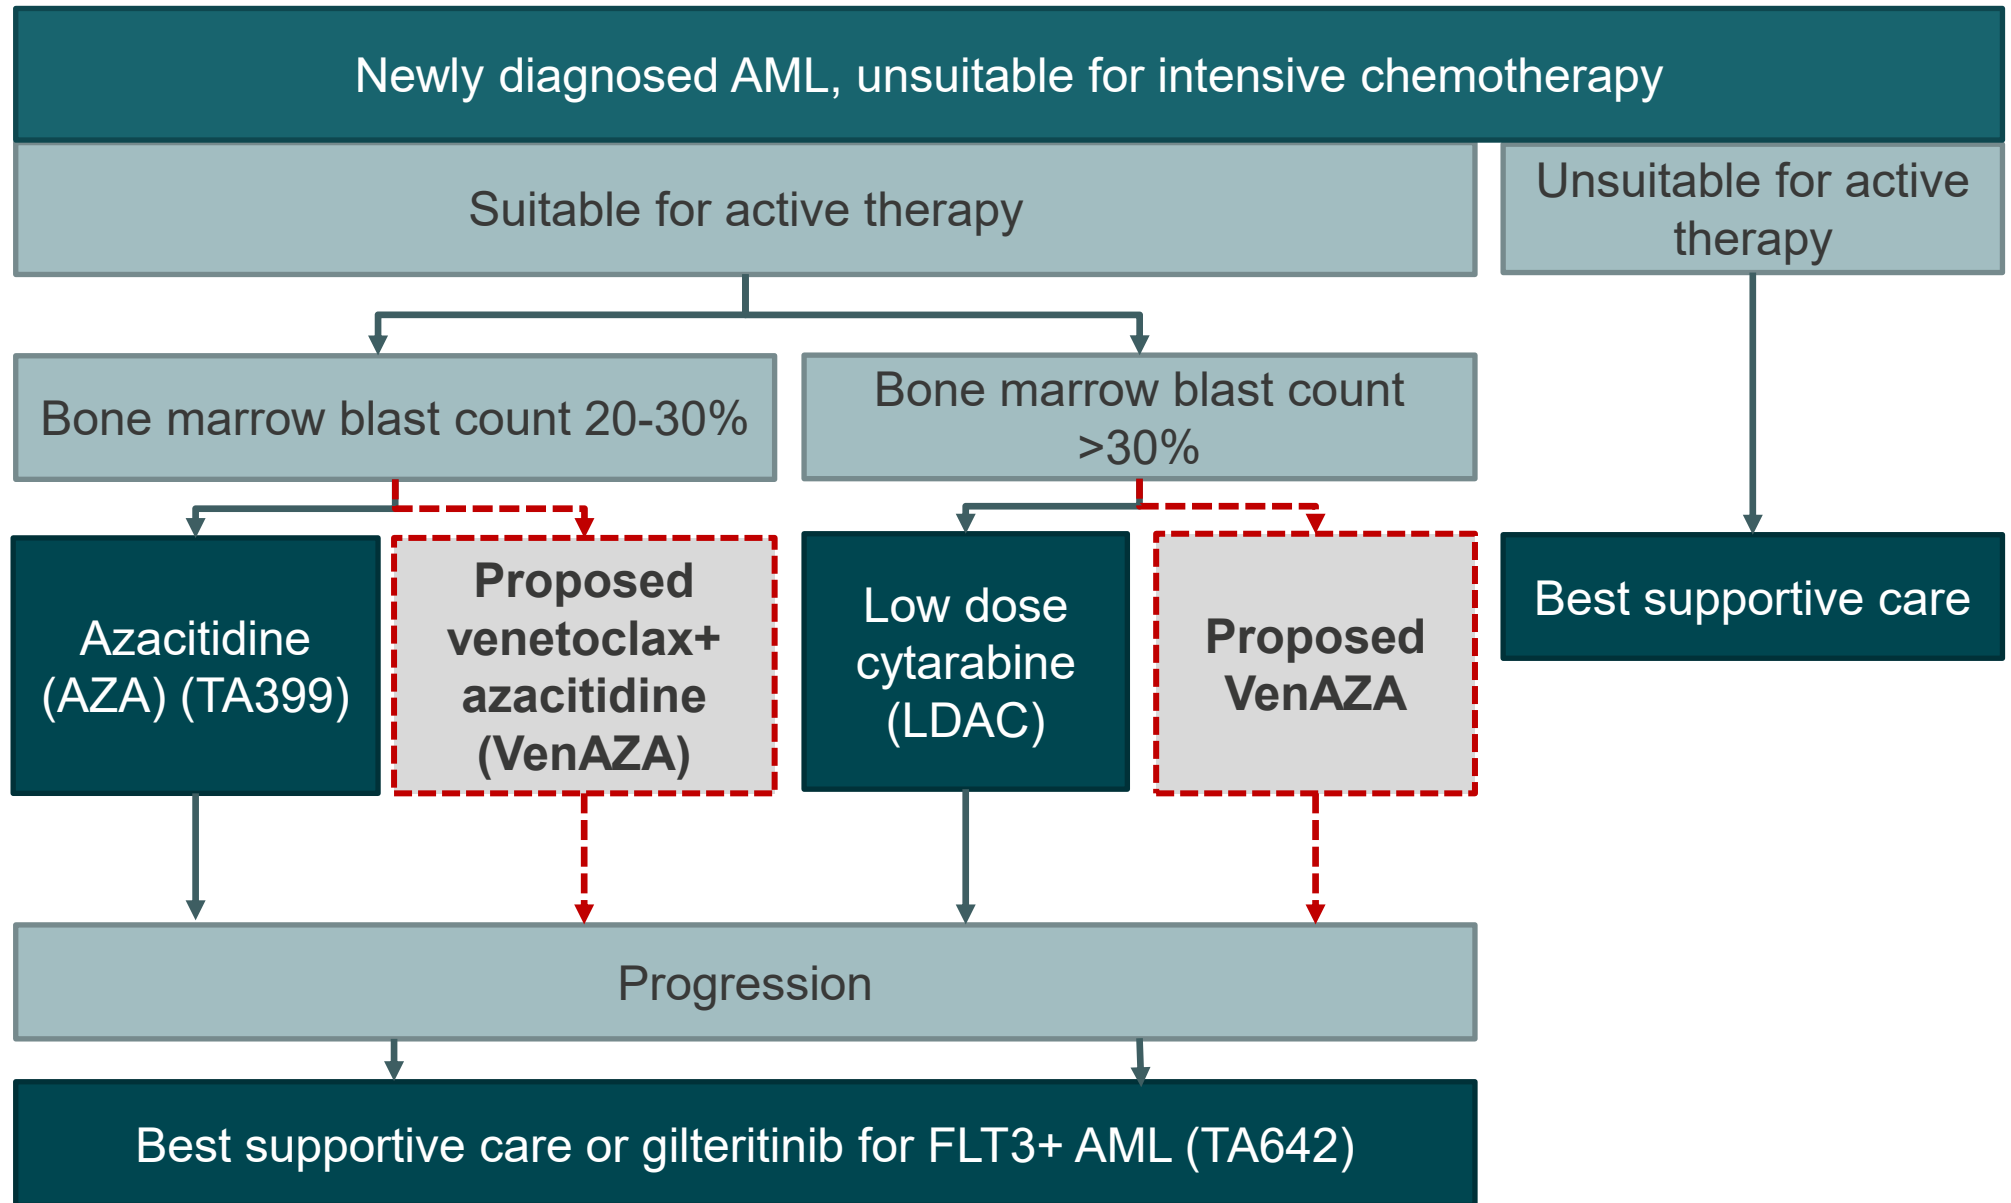 Newly diagnosed AML, unsuitable for intensive chemotherapy
Suitable for active therapy
Unsuitable for active
therapy
Bone marrow blast count 20-30%
Bone marrow blast count
>30%
Azacitidine
(AZA) (TA399)
Proposed
venetoclax+
azacitidine
(VenAZA)
Low dose
cytarabine
(LDAC)
Proposed
VenAZA
Best supportive care
Progression
Best supportive care or gilteritinib for FLT3+ AML (TA642)